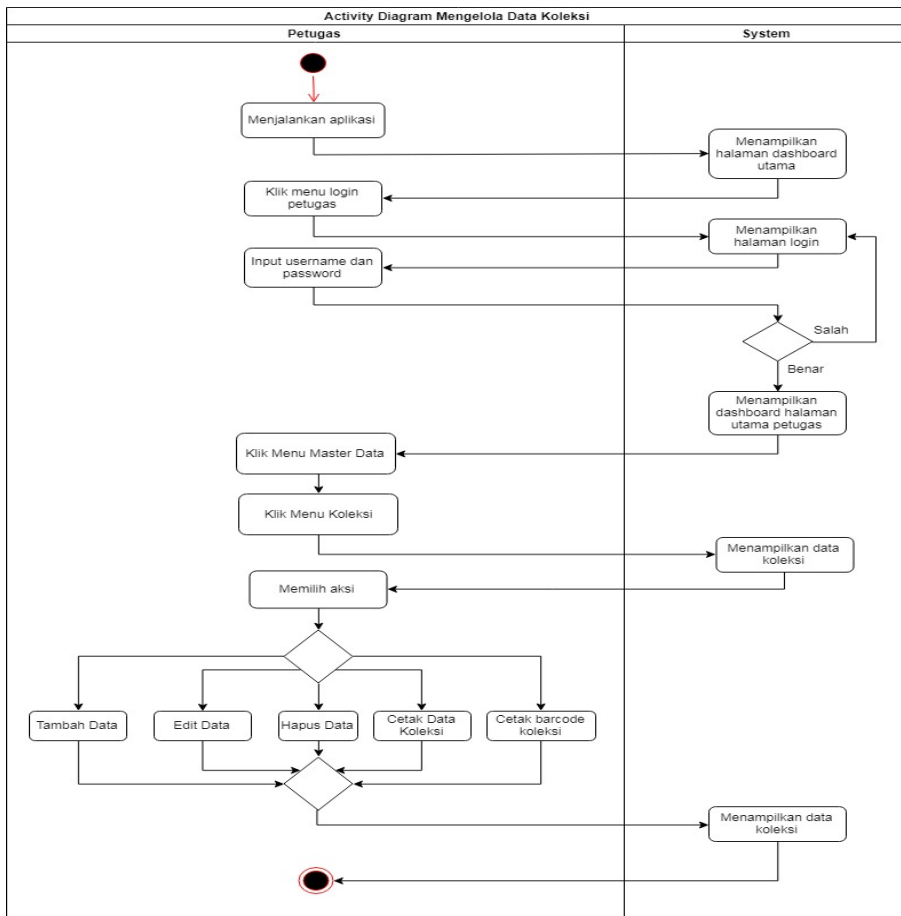 Activity Diagram Mengelola Data Koleksi
Petugas
System
Menjalankan aplikasi
Menampilkan
halaman dashboard
utama
Klik menu login
petugas
Menampilkan
halaman login
Input username dan
password
Salah
Benar
Menampilkan
dashboard halaman
utama petugas
Klik Menu Master Data
Klik Menu Koleksi
Menampilkan data
koleksi
Memilih aksi
Tambah Data
Edit Data
Hapus Data
Cetak Data
Koleksi
Cetak barcode
koleksi
Menampilkan data
koleksi